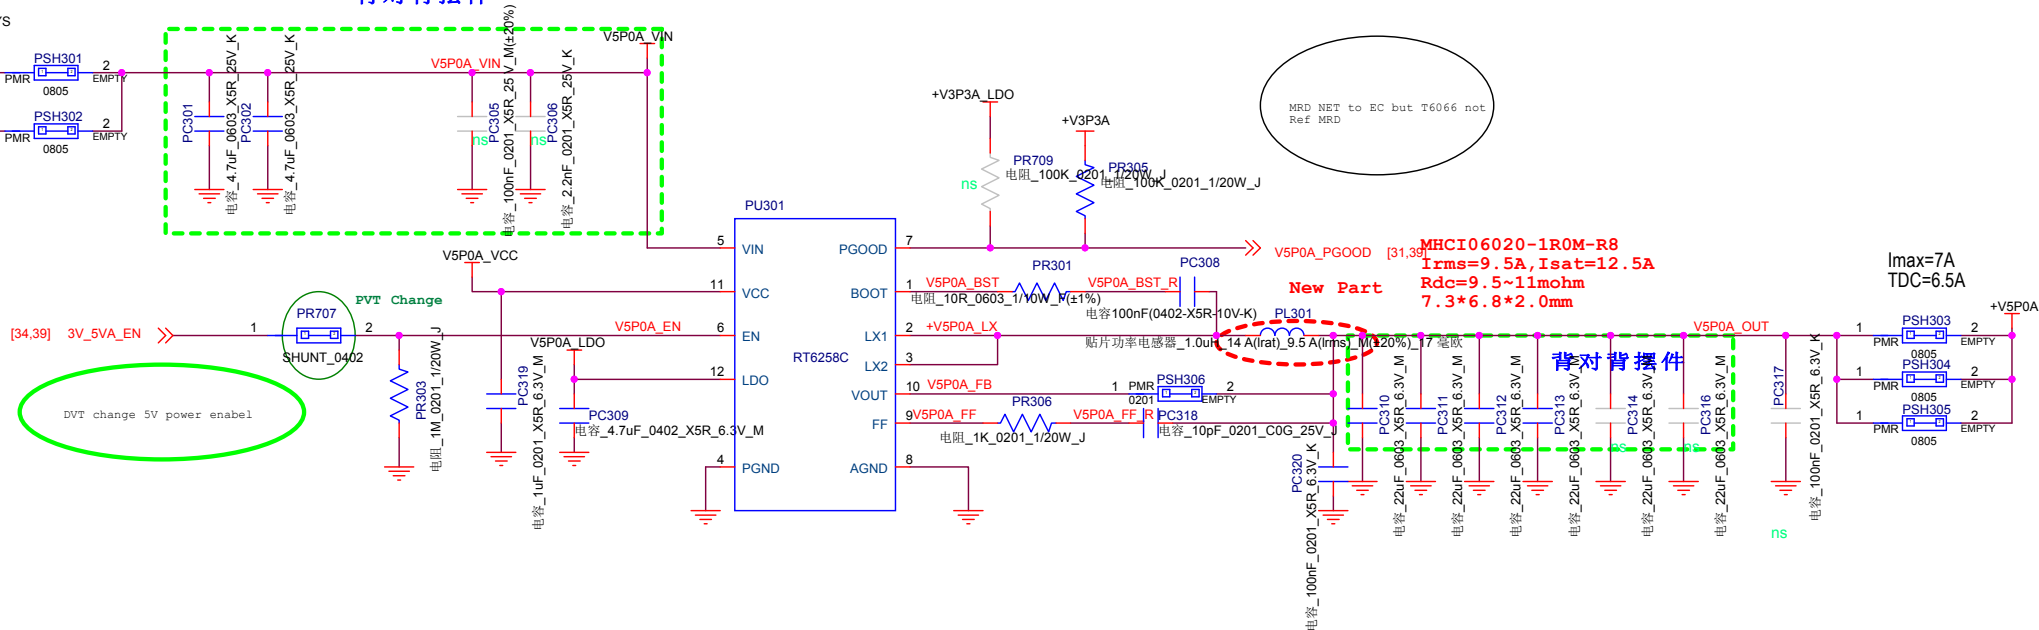 背对背摆件
YS
PSH301
PMR
2
EMPTY
0805
PSH302
PMR
2
EMPTY
0805
PC301
电容_4.7uF_0603_X5R_25V_K
PC302
电容_4.7uF_0603_X5R_25V_K
V5P0A_VIN
PC305
ns
电容_100nF_0201_X5R_25V_M(±20%)
PC306
ns
电容_2.2nF_0201_X5R_25V_K
V5P0A_VIN
+V3P3A_LDO
PR709
ns
电阻_100K_0201_1/20W_J
+V3P3A
PR305
电阻_100K_0201_1/20W_J
MRD NET to EC but T6066 not
Ref MRD
PU301
RT6258C
5
VIN
11
VCC
6
EN
12
LDO
4
PGND
PGOOD
7
BOOT
1
LX1
2
LX2
3
VOUT
10
FF
9
AGND
8
V5P0A_VCC
PVT Change
[34,39]
3V_5VA_EN
1
PR707
2
SHUNT_0402
V5P0A_EN
DVT change 5V power enabel
PR303
电阻_1M_0201_1/20W_J
PC319
电容_1uF_0201_X5R_6.3V_M
V5P0A_LDO
PC309
电容_4.7uF_0402_X5R_6.3V_M
V5P0A_PGOOD
[31,39]
MHCI06020-1R0M-R8
Irms=9.5A,Isat=12.5A
Rdc=9.5~11mohm
7.3*6.8*2.0mm
New Part
V5P0A_BST
PR301
电阻_10R_0603_1/10W_F(±1%)
V5P0A_BST_R
PC308
电容100nF(0402-X5R-10V-K)
+V5P0A_LX
PL301
贴片功率电感器_1.0uH_14 A(Irat)_9.5 A(Irms)_M(±20%)_17 毫欧
V5P0A_FB
1
PMR
0201
PSH306
2
EMPTY
V5P0A_FF
PR306
电阻_1K_0201_1/20W_J
V5P0A_FF_R
PC318
电容_10pF_0201_C0G_25V_J
PC320
电容_100nF_0201_X5R_6.3V_K
背对背摆件
PC310
电容_22uF_0603_X5R_6.3V_M
PC311
电容_22uF_0603_X5R_6.3V_M
PC312
电容_22uF_0603_X5R_6.3V_M
PC313
电容_22uF_0603_X5R_6.3V_M
PC314
ns
电容_22uF_0603_X5R_6.3V_M
PC316
ns
电容_22uF_0603_X5R_6.3V_M
V5P0A_OUT
PC317
电容_100nF_0201_X5R_6.3V_K
ns
Imax=7A
TDC=6.5A
+V5P0A
1
PMR
PSH303
2
EMPTY
0805
1
PMR
PSH304
2
EMPTY
0805
1
PMR
PSH305
2
EMPTY
0805